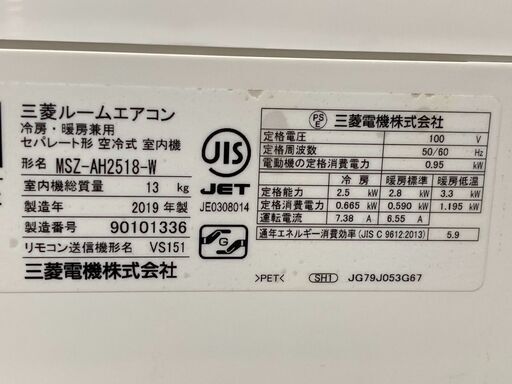 三菱ルームエアコン
冷房・暖房兼用
セパレート形 空冷式 室内機
形名 MSZ-AH2518-W
室内機総質量 13 kg
製造年 2019 年製
製造番号 90101336
リモコン送信機形名 VS151
三菱電機株式会社
JIS
JET
JE0308014
G
PS E 三菱電機株式会社
定格電圧 100 V
定格周波数 50/60 Hz
電動機の定格消費電力 0.95 kW
冷房 暖房標準 暖房低温
定格能力 2.5 kW 2.8 kW 3.3 kW
定格消費電力 0.665 kW 0.590 kW 1.195 kW
運転電流 7.38 A 6.55 A
通年エネルギー消費効率(JIS C 9612:2013) 5.9
>PET< SH1 JG79J053G67